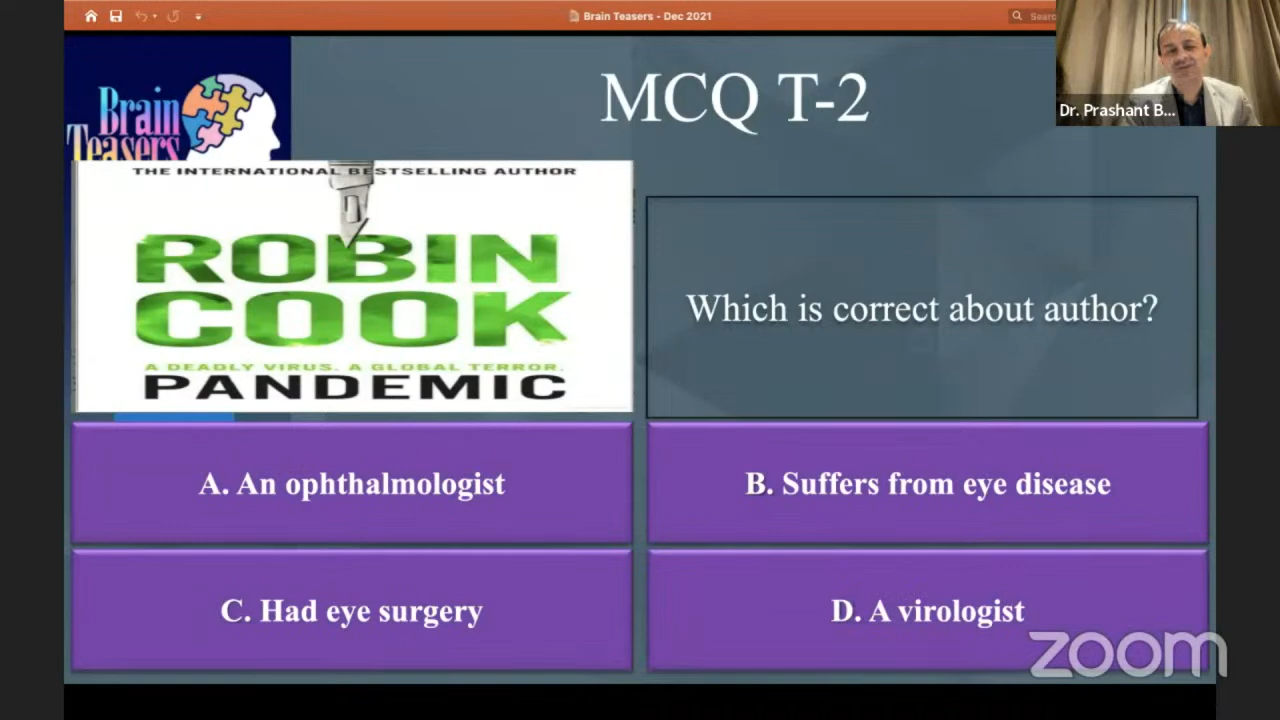 Brain Teasers - Dec 2021
Dr. Prashant B...
MCQ T-2
Brain
Teasers
THE INTERNATIONAL BESTSELLING AUTHOR
ROBIN
COOK
A DEADLY VIRUS. A GLOBAL TERROR.
PANDEMIC
Which is correct about author?
A. An ophthalmologist
B. Suffers from eye disease
C. Had eye surgery
D. A virologist
zoom